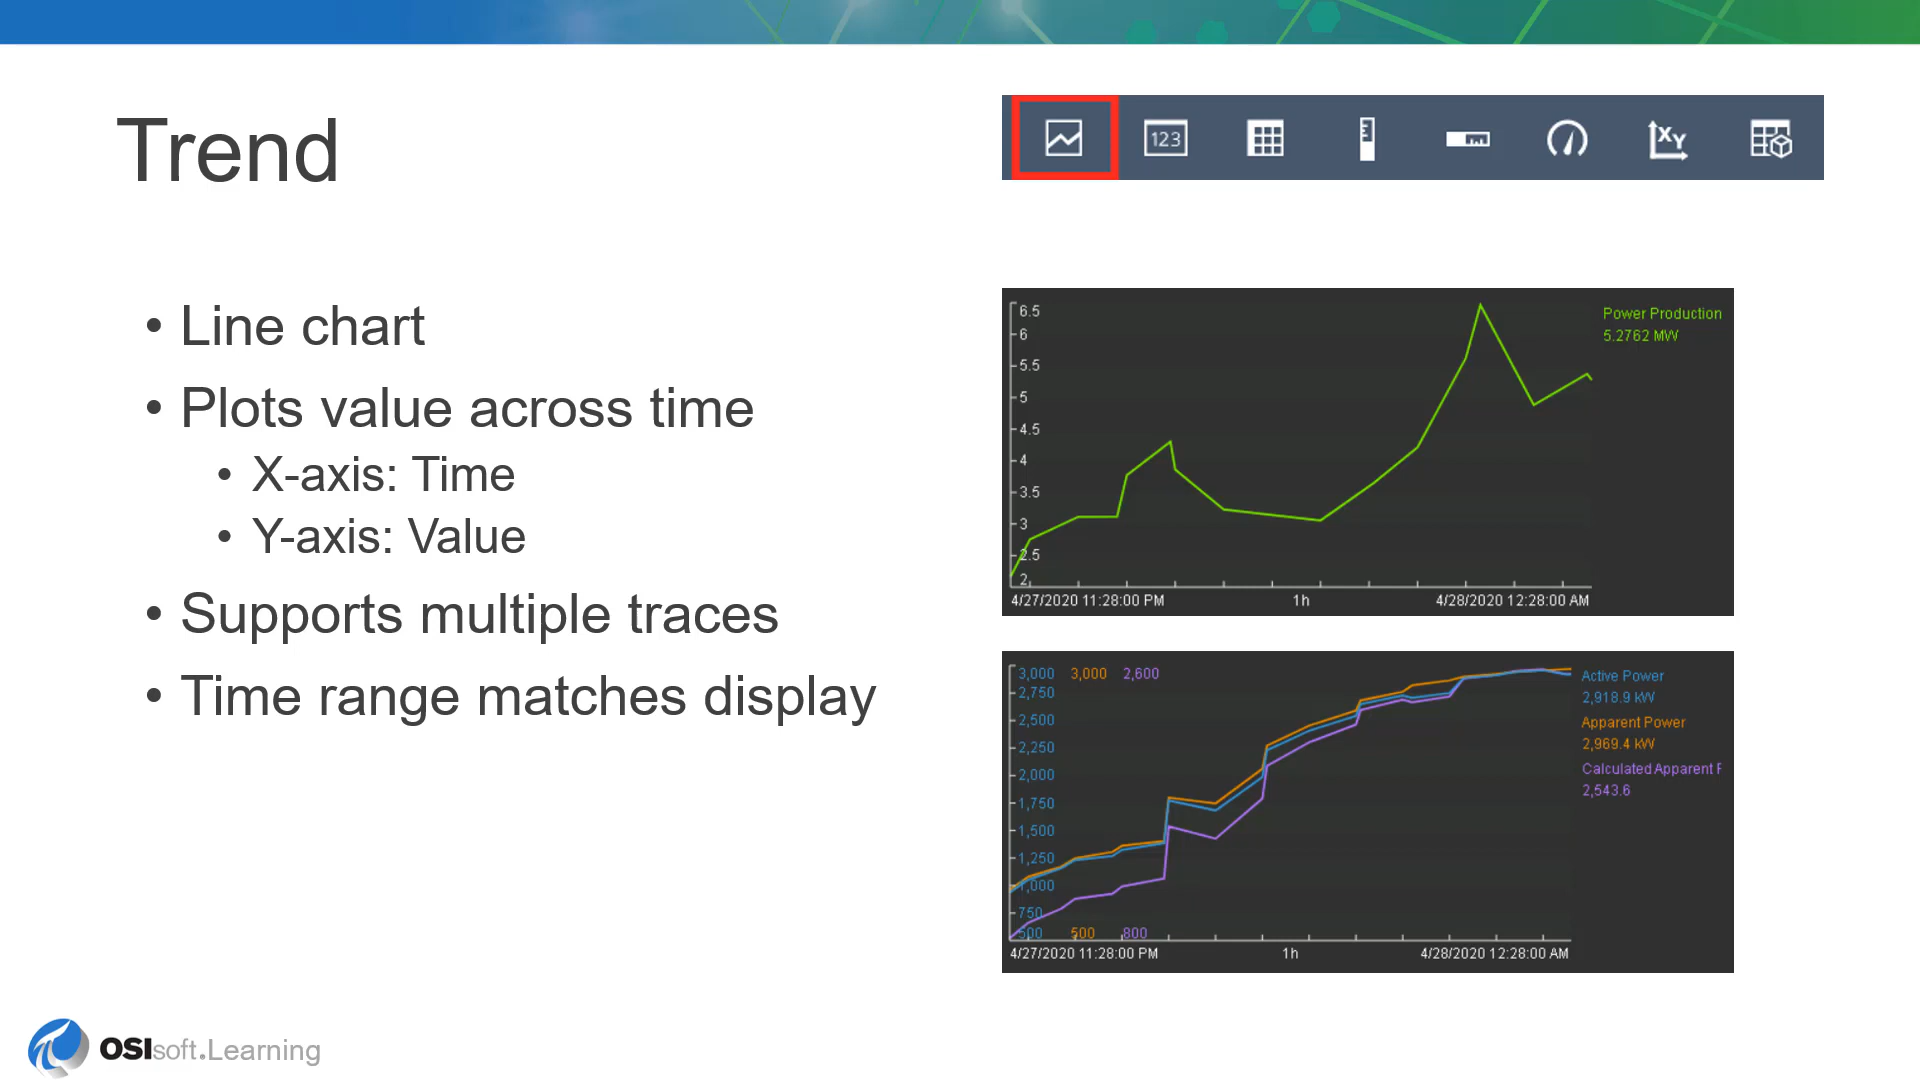 Trend
123
XY
• Line chart
• Plots value across time
• X-axis: Time
• Y-axis: Value
• Supports multiple traces
• Time range matches display
6.5
6
5.5
5
4.5
4
3.5
3
2.5
2
4/27/2020 11:28:00 PM 1h 4/28/2020 12:28:00 AM
Power Production
5.2762 MW
3,000 3,000 2,600
2,750
2,500
2,250
2,000
1,750
1,500
1,250
1,000
750
500 500 800
4/27/2020 11:28:00 PM 1h 4/28/2020 12:28:00 AM
Active Power
2,918.9 kW
Apparent Power
2,969.4 kW
Calculated Apparent F
2,543.6
OSIsoft.Learning